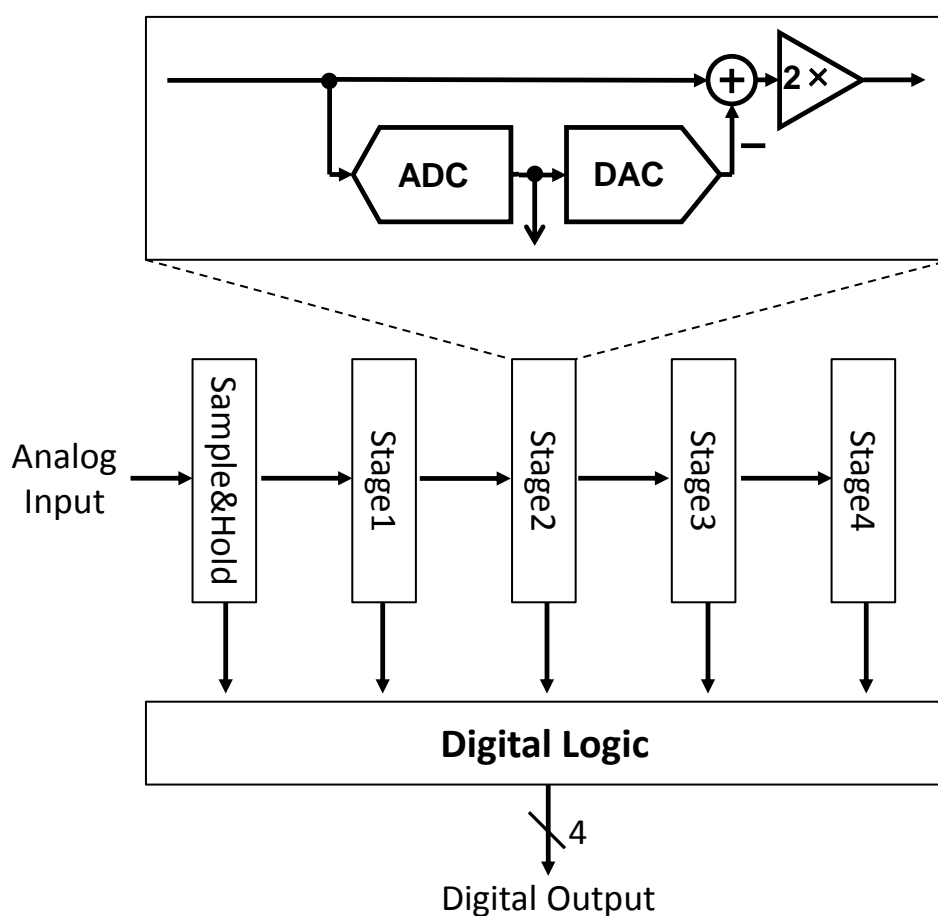 +
2 ×
ADC
DAC
−
Analog
Input
Sample&Hold
Stage1
Stage2
Stage3
Stage4
Digital Logic
4
Digital Output